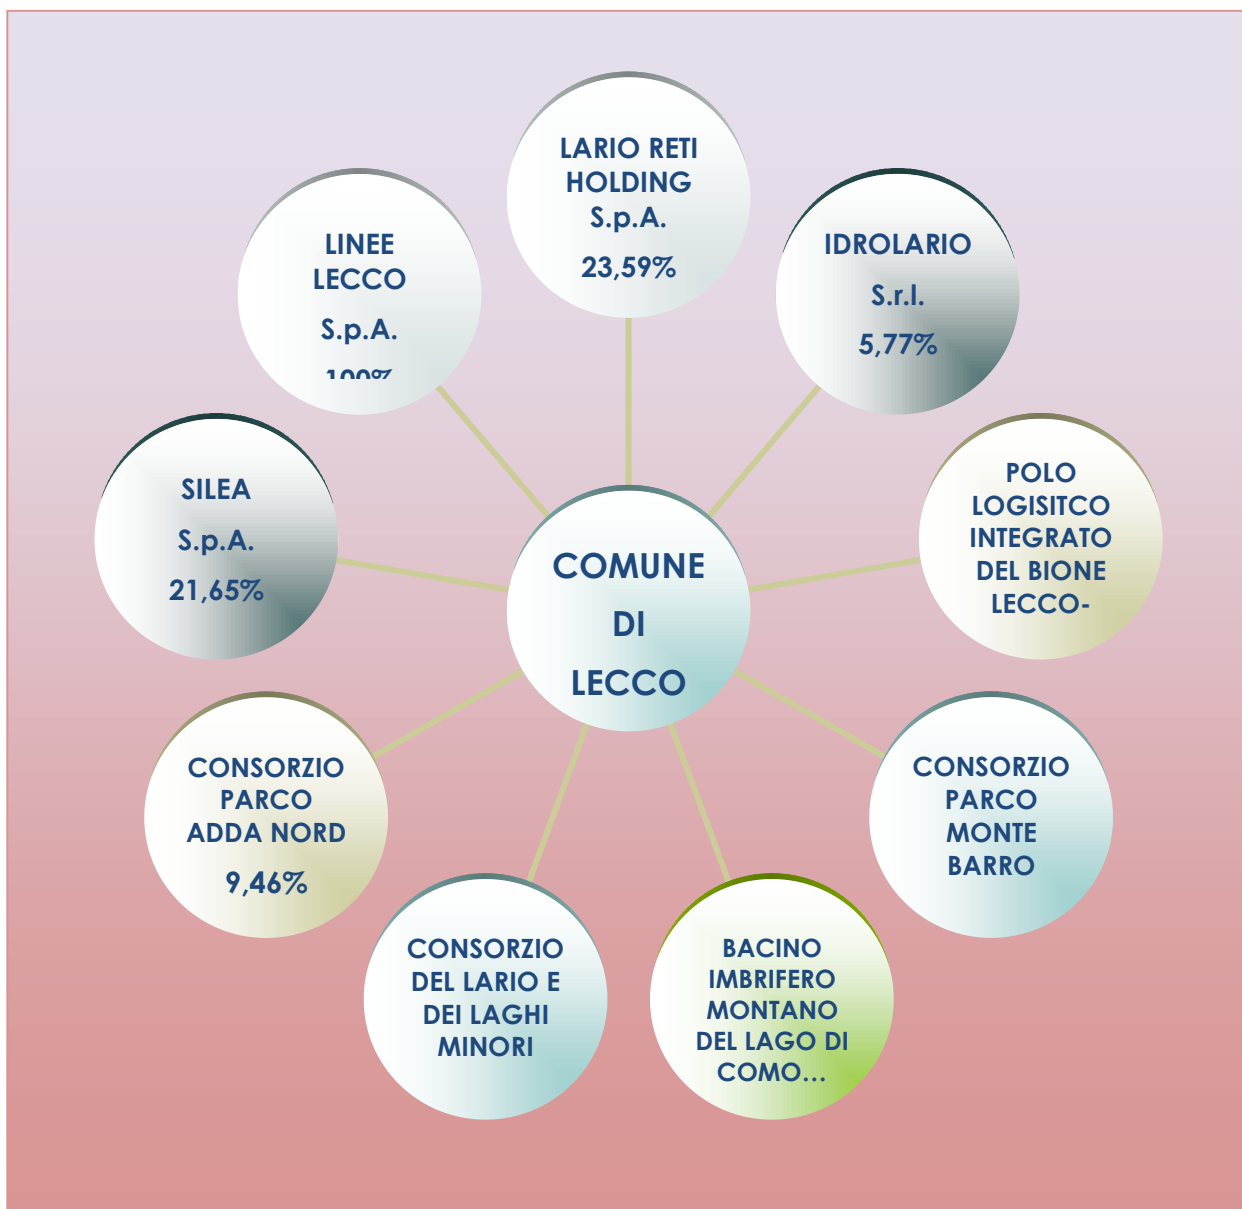 LARIO RETI
HOLDING
S.p.A.
23,59%
IDROLARIO
S.r.l.
5,77%
POLO
LOGISITCO
INTEGRATO
DEL BIONE
LECCO-
CONSORZIO
PARCO
MONTE
BARRO
BACINO
IMBRIFERO
MONTANO
DEL LAGO DI
COMO…
CONSORZIO
DEL LARIO E
DEI LAGHI
MINORI
CONSORZIO
PARCO
ADDA NORD
9,46%
SILEA
S.p.A.
21,65%
LINEE
LECCO
S.p.A.
100%
COMUNE
DI
LECCO